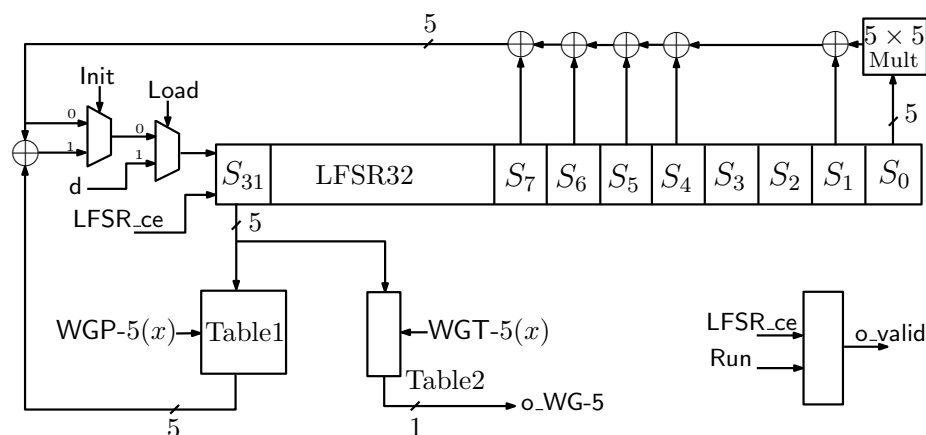 5
5 × 5
Mult
Init
Load
5
0
0
1
1
d
S31
LFSR32
S7
S6
S5
S4
S3
S2
S1
S0
LFSR_ce
5
WGP-5(x)
Table1
WGT-5(x)
LFSR_ce
o_valid
Run
Table2
o_WG-5
5
1